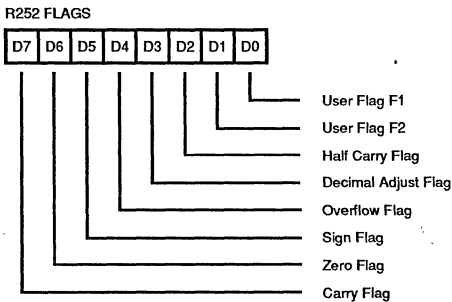 R252 FLAGS
D7 D6 D5 D4 D3 D2 D1 D0
User Flag F1
User Flag F2
Half Carry Flag
Decimal Adjust Flag
Overflow Flag
Sign Flag
Zero Flag
Carry Flag